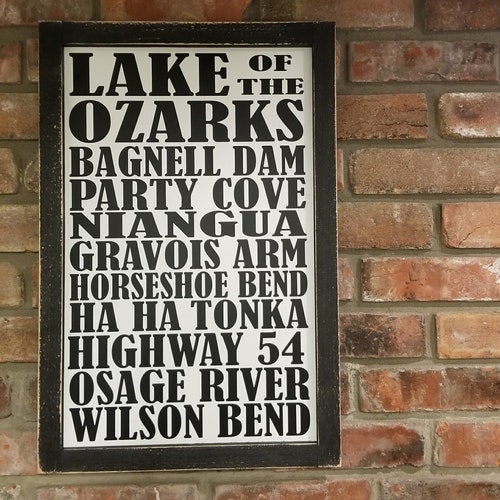 LAKE OF THE
OZARKS
BAGNELL DAM
PARTY COVE
NIANGUA
GRAVOIS ARM
HORSESHOE BEND
HA HA TONKA
HIGHWAY 54
OSAGE RIVER
WILSON BEND